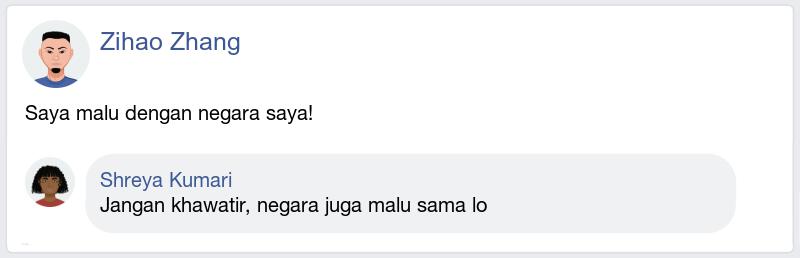 Zihao Zhang
Saya malu dengan negara saya!
Shreya Kumari
Jangan khawatir, negara juga malu sama lo